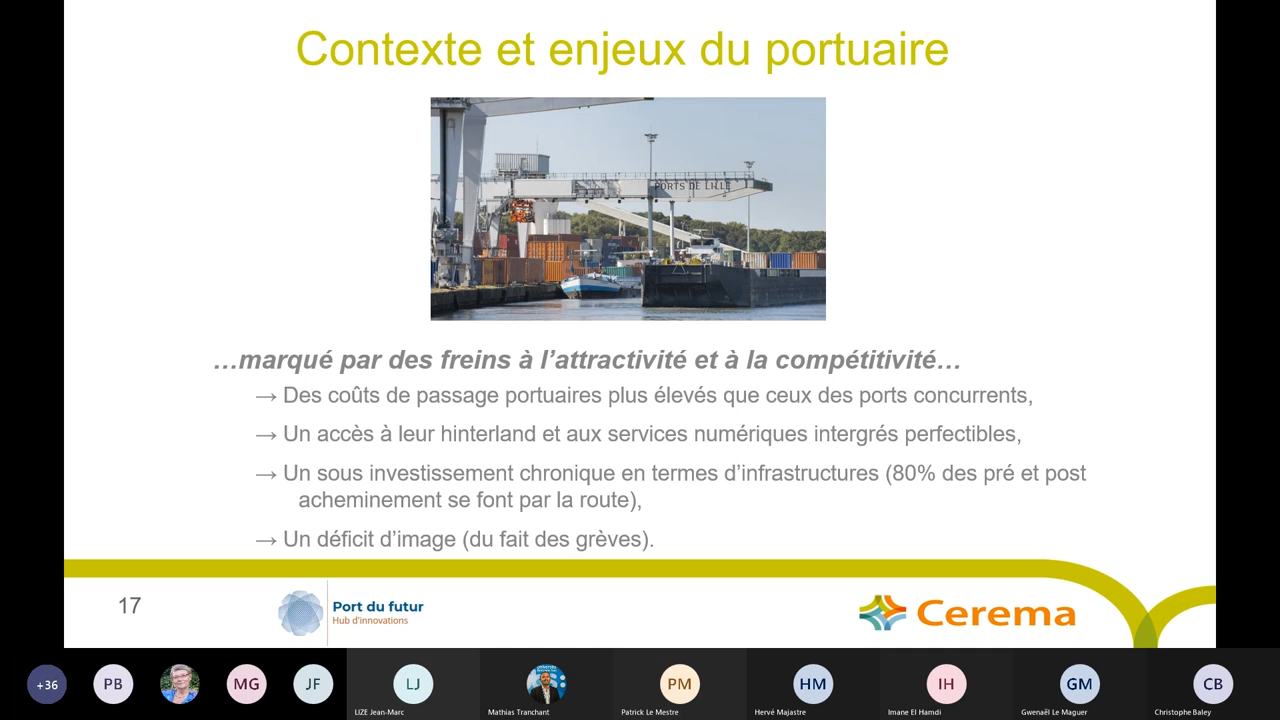 Contexte et enjeux du portuaire
PORTS DE LILLE
…marqué par des freins à l’attractivité et à la compétitivité…
→ Des coûts de passage portuaires plus élevés que ceux des ports concurrents,
→ Un accès à leur hinterland et aux services numériques intergrés perfectibles,
→ Un sous investissement chronique en termes d’infrastructures (80% des pré et post
acheminement se font par la route),
→ Un déficit d’image (du fait des grèves).
17
Port du futur
Hub d'innovations
Cerema
+36
PB
MG
JF
LJ
PM
HM
IH
GM
CB
LIZE Jean-Marc
Mathias Tranchant
Patrick Le Mestre
Hervé Majastre
Imane El Hamdi
Gwenaël Le Maguer
Christophe Baley